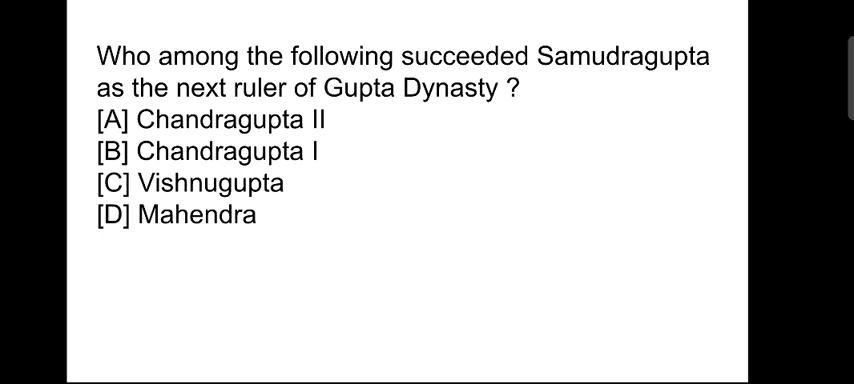 Who among the following succeeded Samudragupta
as the next ruler of Gupta Dynasty ?
[A] Chandragupta II
[B] Chandragupta I
[C] Vishnugupta
[D] Mahendra